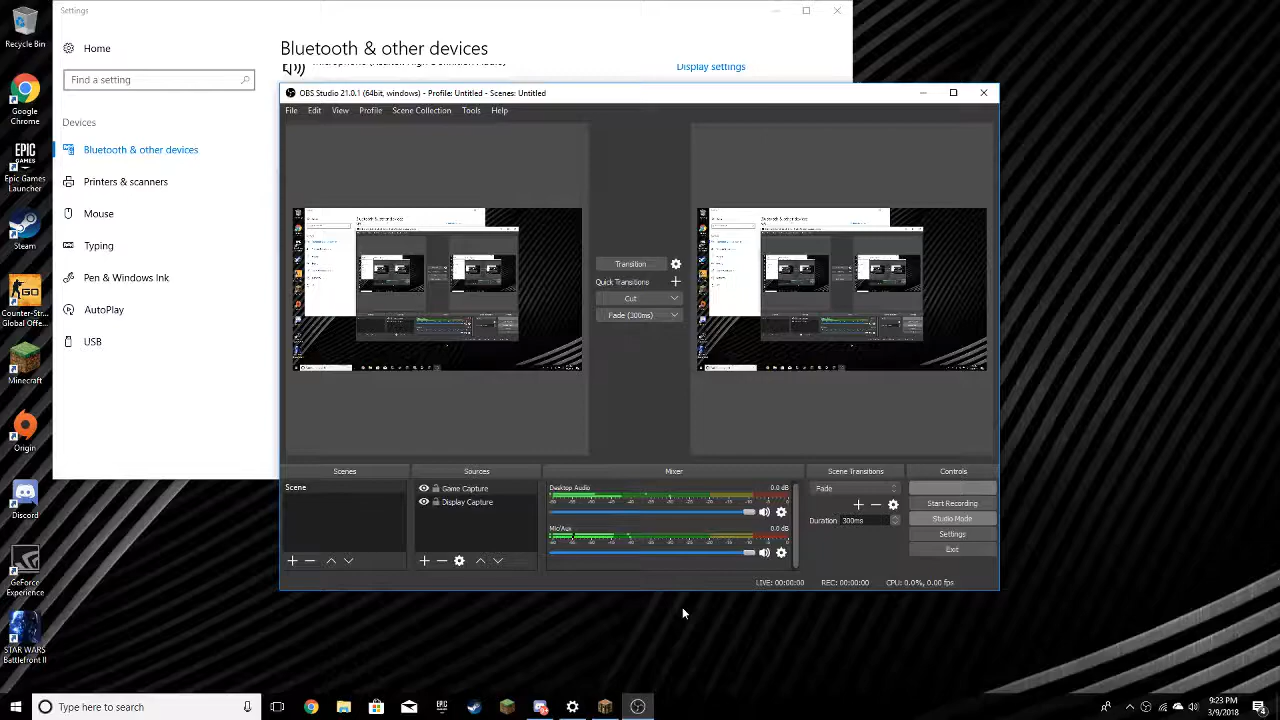 Recycle Bin
Google
Chrome
EPIC
GAMES
Epic Games
Launcher
Steam
GO
Counter-Str...
Global Offe...
Minecraft
Origin
Discord
GeForce
Experience
STAR WARS
Battlefront II
Settings
Home
Find a setting
Devices
Bluetooth & other devices
Printers & scanners
Mouse
Typing
Pen & Windows Ink
AutoPlay
USB
Bluetooth & other devices
Display settings
OBS Studio 21.0.1 (64bit, windows) - Profile: Untitled - Scenes: Untitled
File Edit View Profile Scene Collection Tools Help
Transition
Quick Transitions
Cut
Fade (300ms)
Scenes
Scene
Sources
Game Capture
Display Capture
Mixer
Desktop Audio 0.0 dB
Mic/Aux 0.0 dB
Scene Transitions
Fade
Duration 300ms
Controls
Start Recording
Studio Mode
Settings
Exit
LIVE: 00:00:00 REC: 00:00:00 CPU: 0.0%, 0.00 fps
Type here to search
EPIC
9:23 PM
3/9/2018
4